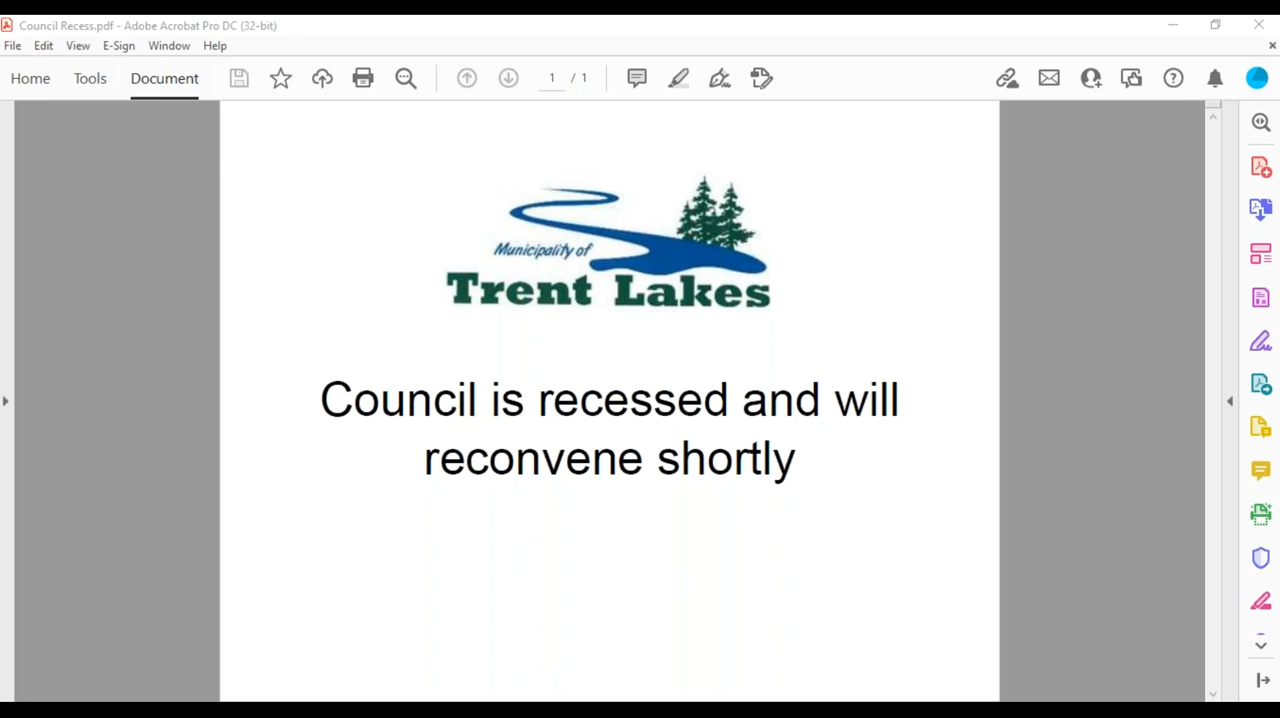 Council Recess.pdf - Adobe Acrobat Pro DC (32-bit)
File Edit View E-Sign Window Help
Home Tools Document 1 / 1
Municipality of
Trent Lakes
Council is recessed and will
reconvene shortly